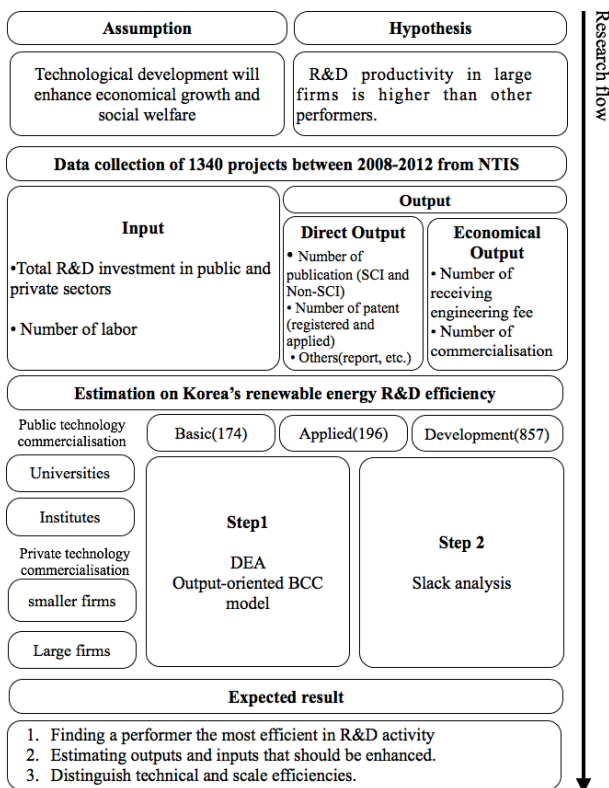 Research flow
Assumption
Hypothesis
Technological development will
enhance economical growth and
social welfare
R&D productivity in large
firms is higher than other
performers.
Data collection of 1340 projects between 2008-2012 from NTIS
Input
•Total R&D investment in public and
private sectors
• Number of labor
Output
Direct Output
• Number of
publication (SCI and
Non-SCI)
• Number of patent
(registered and
applied)
• Others(report, etc.)
Economical
Output
• Number of
receiving
engineering fee
• Number of
commercialisation
Estimation on Korea's renewable energy R&D efficiency
Public technology
commercialisation
Basic(174)
Applied(196)
Development(857)
Universities
Institutes
Private technology
commercialisation
smaller firms
Large firms
Step1
DEA
Output-oriented BCC
model
Step 2
Slack analysis
Expected result
1. Finding a performer the most efficient in R&D activity
2. Estimating outputs and inputs that should be enhanced.
3. Distinguish technical and scale efficiencies.